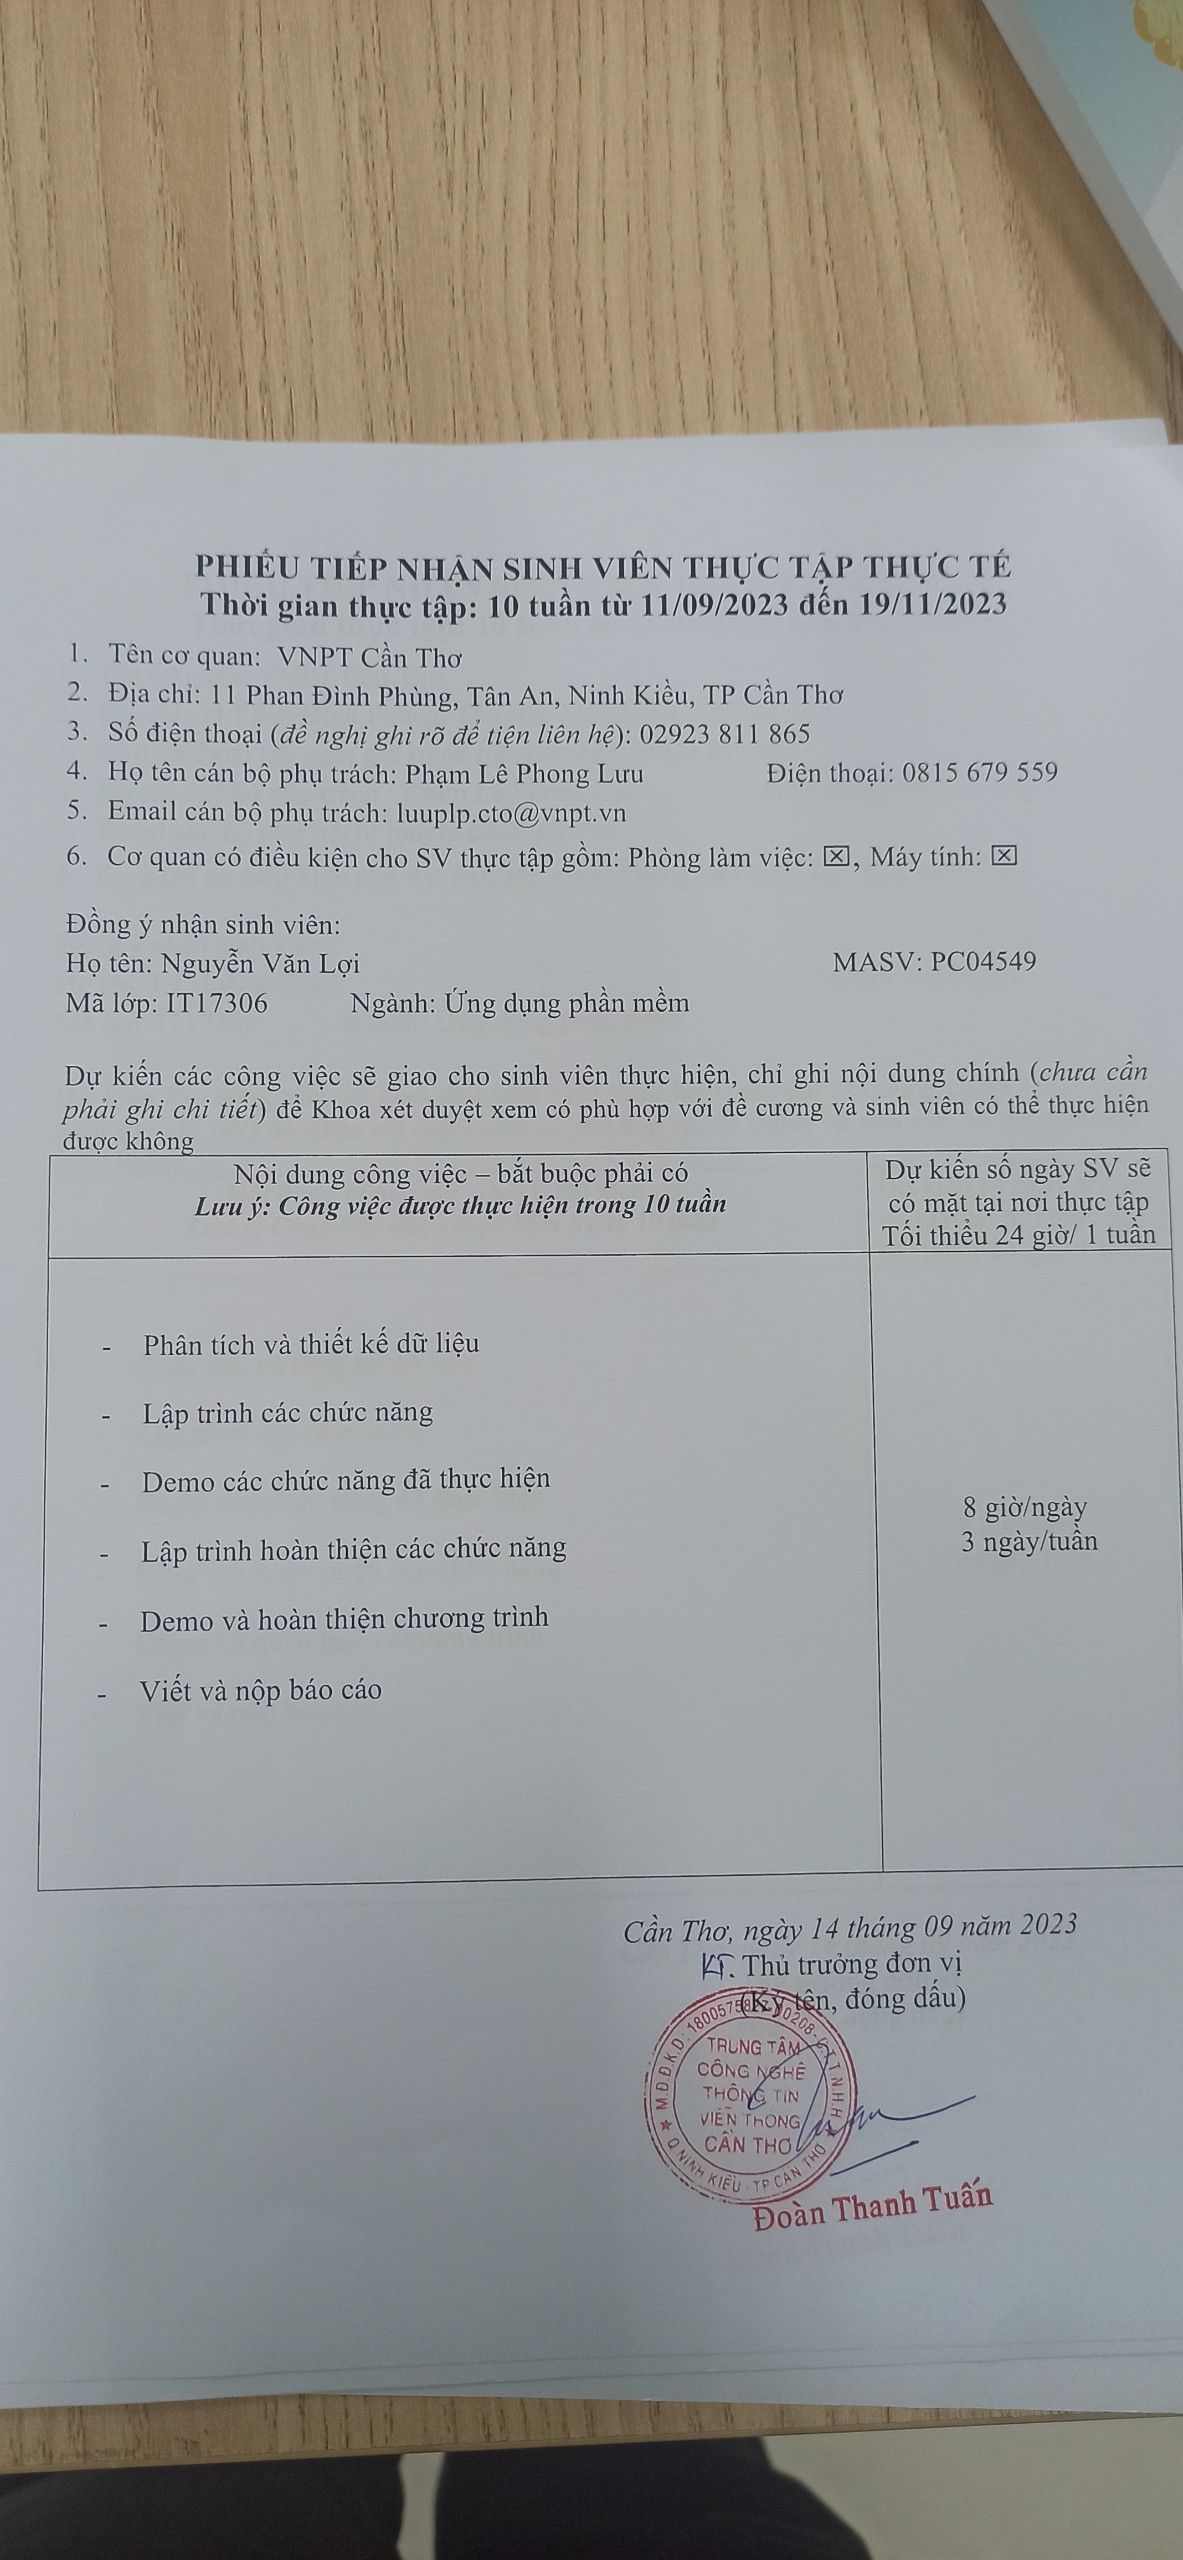 PHIẾU TIẾP NHẬN SINH VIÊN THỰC TẬP THỰC TẾ
Thời gian thực tập: 10 tuần từ 11/09/2023 đến 19/11/2023
1. Tên cơ quan: VNPT Cần Thơ
2. Địa chỉ: 11 Phan Đình Phùng, Tân An, Ninh Kiều, TP Cần Thơ
3. Số điện thoại (đề nghị ghi rõ để tiện liên hệ): 02923 811 865
4. Họ tên cán bộ phụ trách: Phạm Lê Phong Lưu Điện thoại: 0815 679 559
5. Email cán bộ phụ trách: luuplp.cto@vnpt.vn
6. Cơ quan có điều kiện cho SV thực tập gồm: Phòng làm việc: ☒, Máy tính: ☒
Đồng ý nhận sinh viên:
Họ tên: Nguyễn Văn Lợi MASV: PC04549
Mã lớp: IT17306 Ngành: Ứng dụng phần mềm
Dự kiến các công việc sẽ giao cho sinh viên thực hiện, chỉ ghi nội dung chính (chưa cần
phải ghi chi tiết) để Khoa xét duyệt xem có phù hợp với đề cương và sinh viên có thể thực hiện
được không
Nội dung công việc – bắt buộc phải có
Lưu ý: Công việc được thực hiện trong 10 tuần
Dự kiến số ngày SV sẽ
có mặt tại nơi thực tập
Tối thiểu 24 giờ/ 1 tuần
- Phân tích và thiết kế dữ liệu
- Lập trình các chức năng
- Demo các chức năng đã thực hiện
- Lập trình hoàn thiện các chức năng
- Demo và hoàn thiện chương trình
- Viết và nộp báo cáo
8 giờ/ngày
3 ngày/tuần
Cần Thơ, ngày 14 tháng 09 năm 2023
KT. Thủ trưởng đơn vị
(Ký tên, đóng dấu)
TRUNG TÂM
CÔNG NGHỆ
THÔNG TIN
VIỄN THÔNG
CẦN THƠ
Q.NINH KIỀU - TP.CẦN THƠ
Đoàn Thanh Tuấn